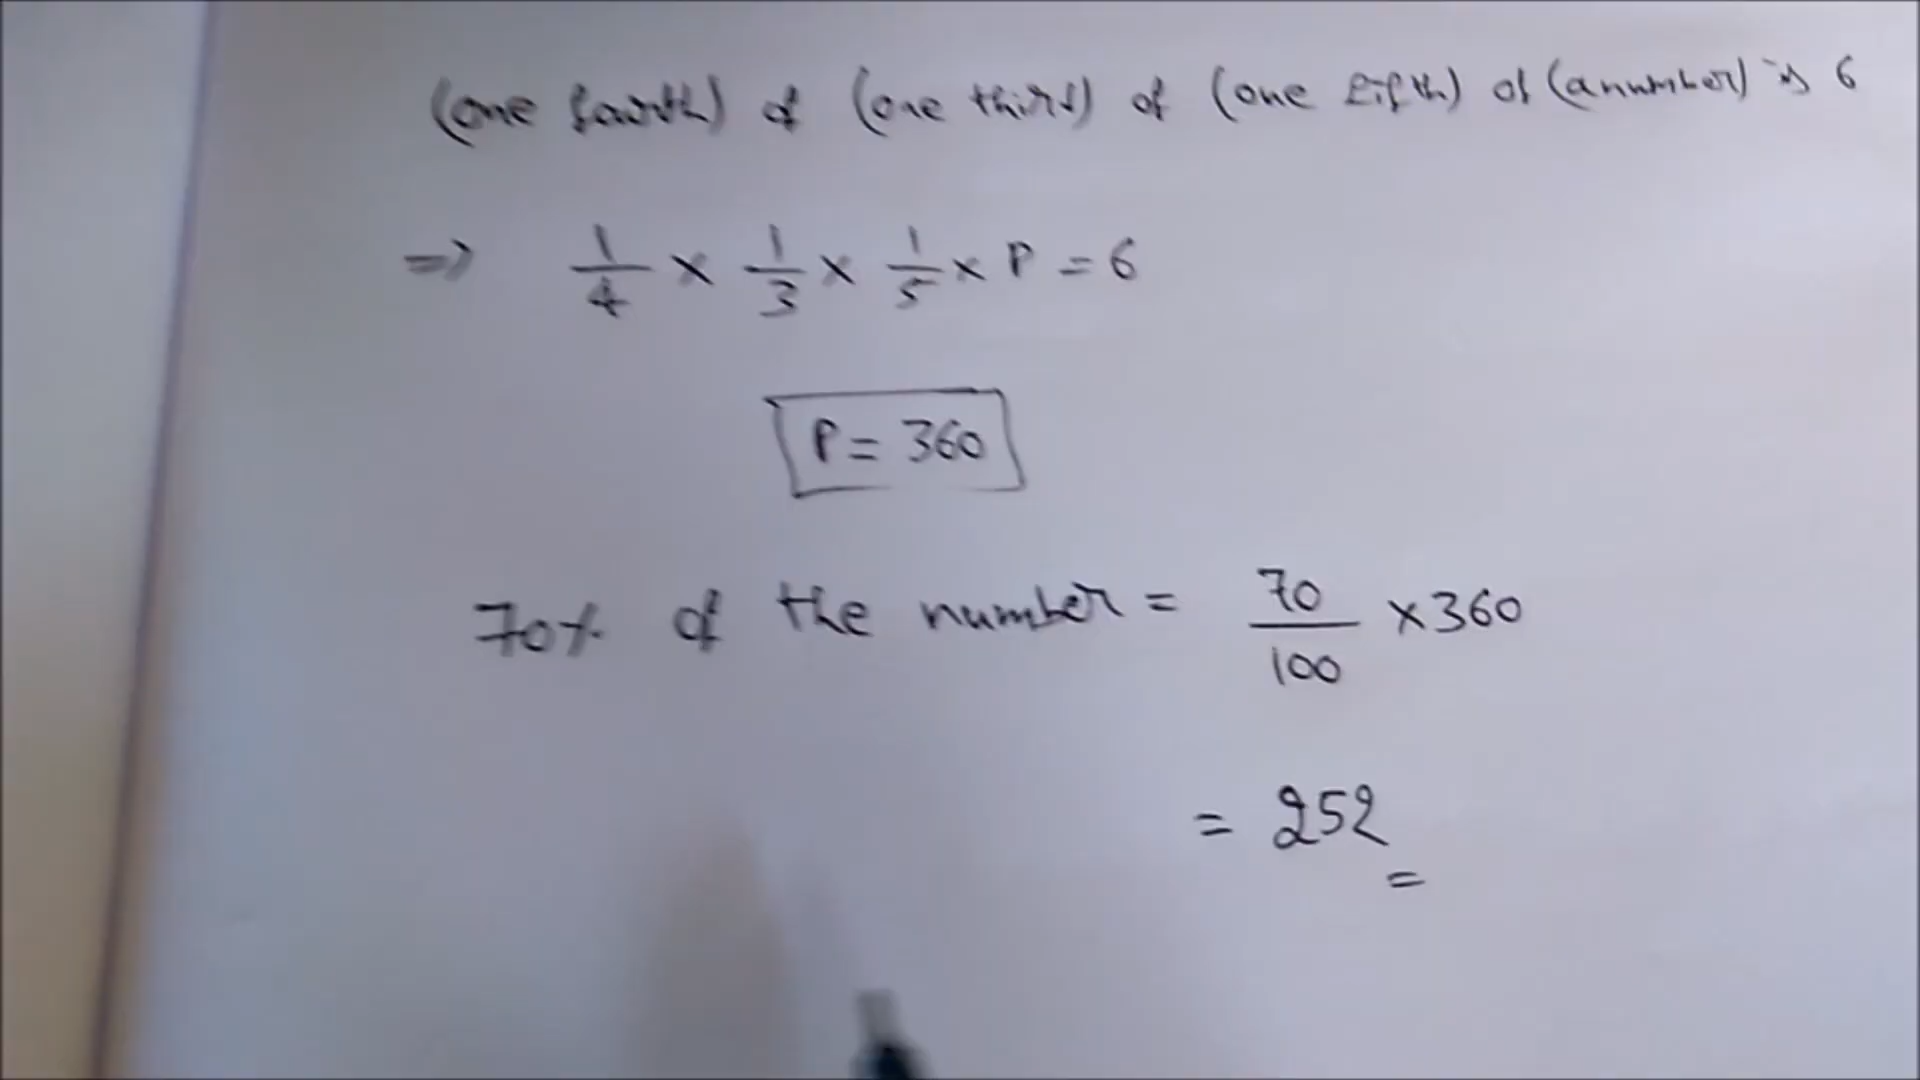 (one fourth) of (one third) of (one fifth) of (a number) is 6
=> 1/4 × 1/3 × 1/5 × P = 6
P = 360
70% of the number = 70/100 × 360
= 252